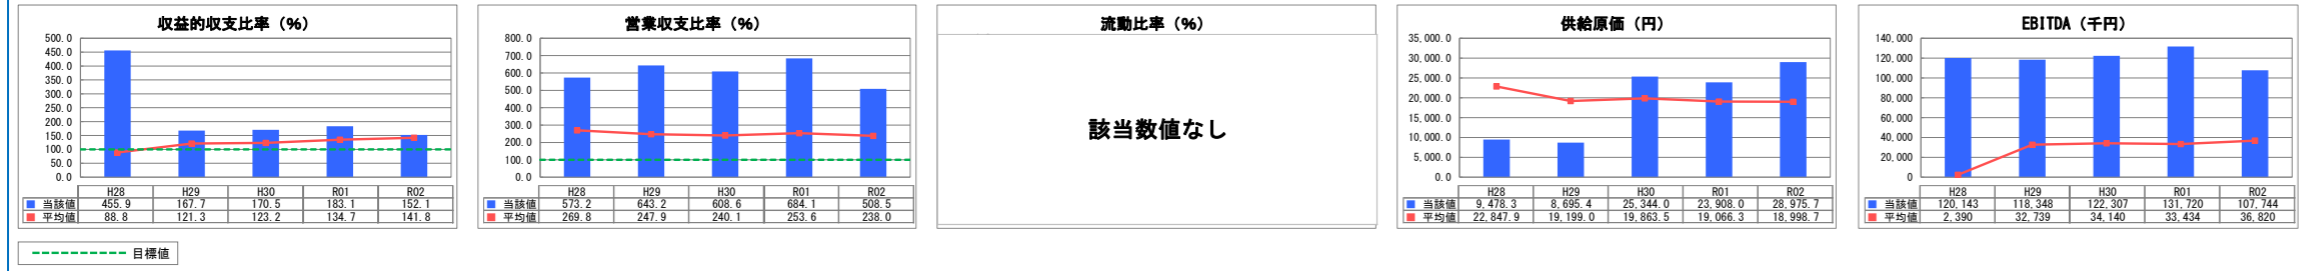 収益的収支比率（％）
500.0
450.0
400.0
350.0
300.0
250.0
200.0
150.0
100.0
50.0
0.0
H28 H29 H30 R01 R02
当該値 455.9 167.7 170.5 183.1 152.1
平均値 88.8 121.3 123.2 134.7 141.8
営業収支比率（％）
800.0
700.0
600.0
500.0
400.0
300.0
200.0
100.0
0.0
H28 H29 H30 R01 R02
当該値 573.2 643.2 608.6 684.1 508.5
平均値 269.8 247.9 240.1 253.6 238.0
流動比率（％）
該当数値なし
供給原価（円）
35,000.0
30,000.0
25,000.0
20,000.0
15,000.0
10,000.0
5,000.0
0.0
H28 H29 H30 R01 R02
当該値 9,478.3 8,695.4 25,344.0 23,908.0 28,975.7
平均値 22,847.9 19,199.0 19,863.5 19,066.3 18,998.7
EBITDA（千円）
140,000
120,000
100,000
80,000
60,000
40,000
20,000
0
H28 H29 H30 R01 R02
当該値 120,143 118,348 122,307 131,720 107,744
平均値 2,390 32,739 34,140 33,434 36,820
目標値